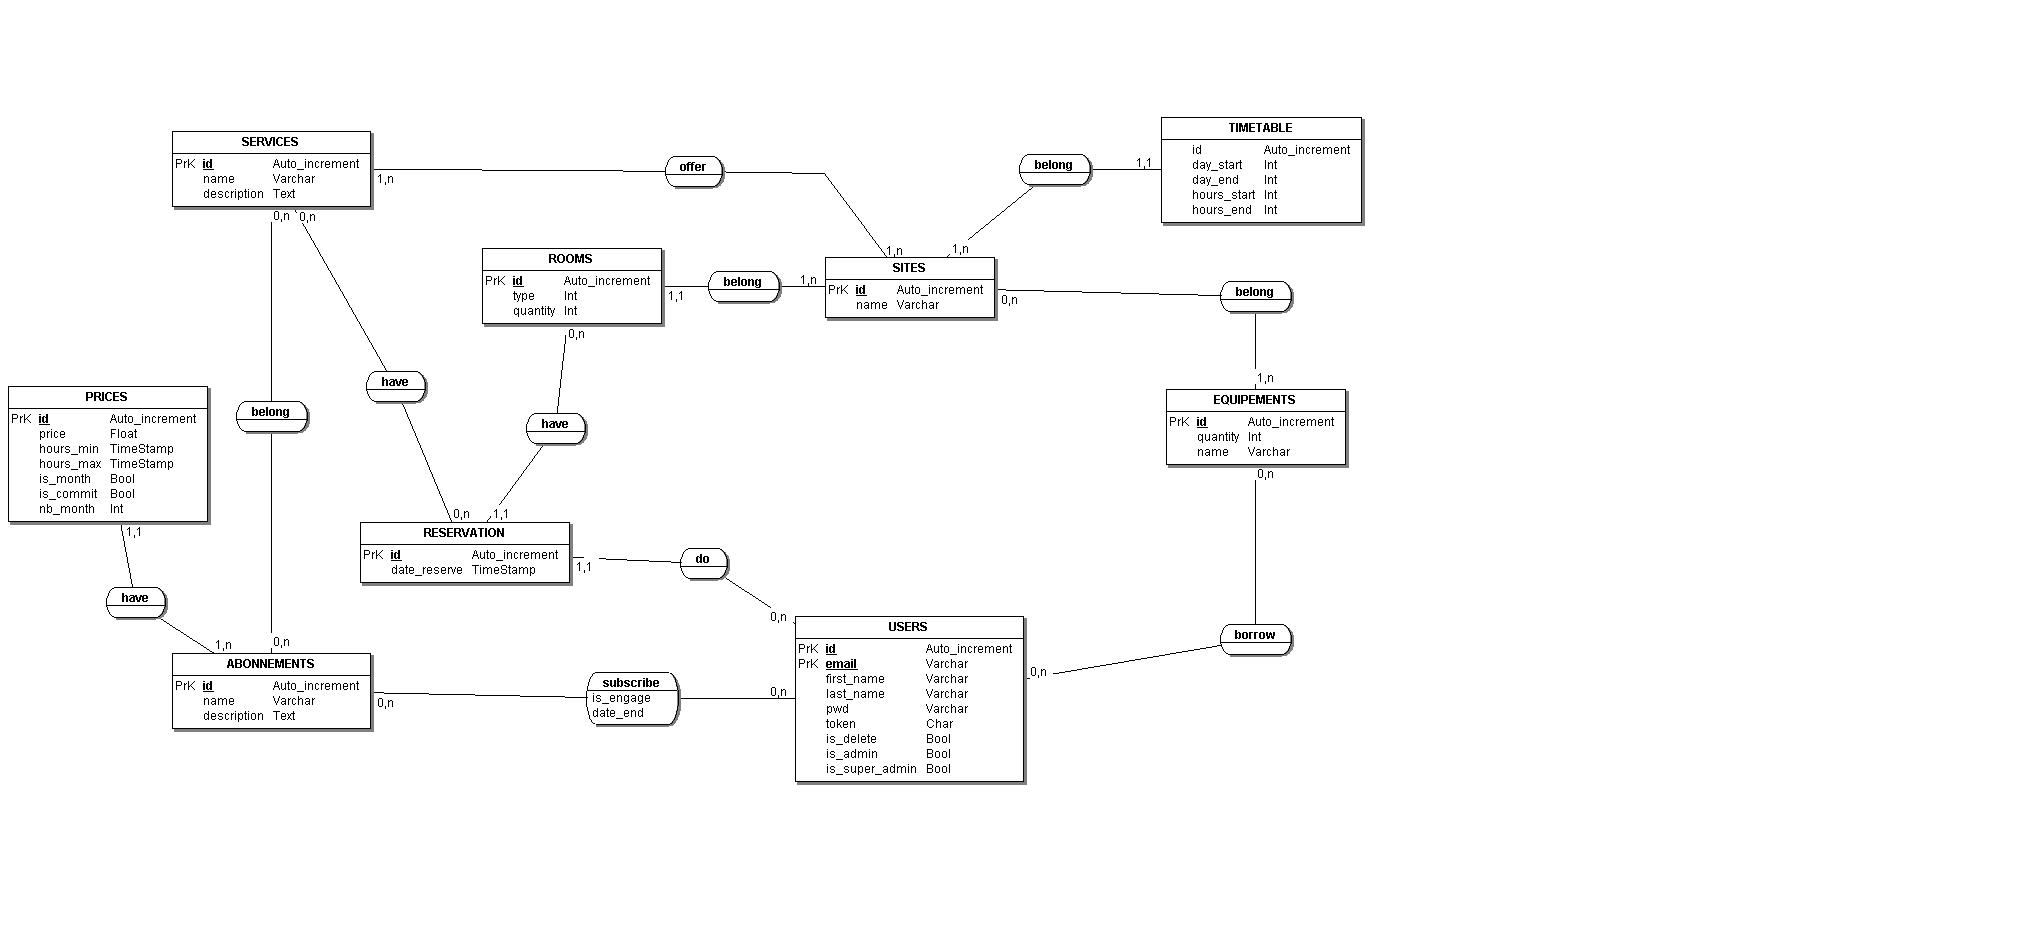 SERVICES
PrK id Auto_increment
name Varchar
description Text
1,n
offer
1,n
TIMETABLE
id Auto_increment
day_start Int
day_end Int
hours_start Int
hours_end Int
1,1
belong
1,n
0,n
0,n
ROOMS
PrK id Auto_increment
type Int
quantity Int
1,1
belong
1,n
SITES
PrK id Auto_increment
name Varchar
0,n
belong
1,n
EQUIPEMENTS
PrK id Auto_increment
quantity Int
name Varchar
0,n
0,n
have
have
belong
PRICES
PrK id Auto_increment
price Float
hours_min TimeStamp
hours_max TimeStamp
is_month Bool
is_commit Bool
nb_month Int
1,1
0,n
1,1
RESERVATION
PrK id Auto_increment
date_reserve TimeStamp
1,1
do
0,n
have
1,n
0,n
ABONNEMENTS
PrK id Auto_increment
name Varchar
description Text
0,n
subscribe
is_engage
date_end
0,n
USERS
PrK id Auto_increment
PrK email Varchar
first_name Varchar
last_name Varchar
pwd Varchar
token Char
is_delete Bool
is_admin Bool
is_super_admin Bool
0,n
borrow